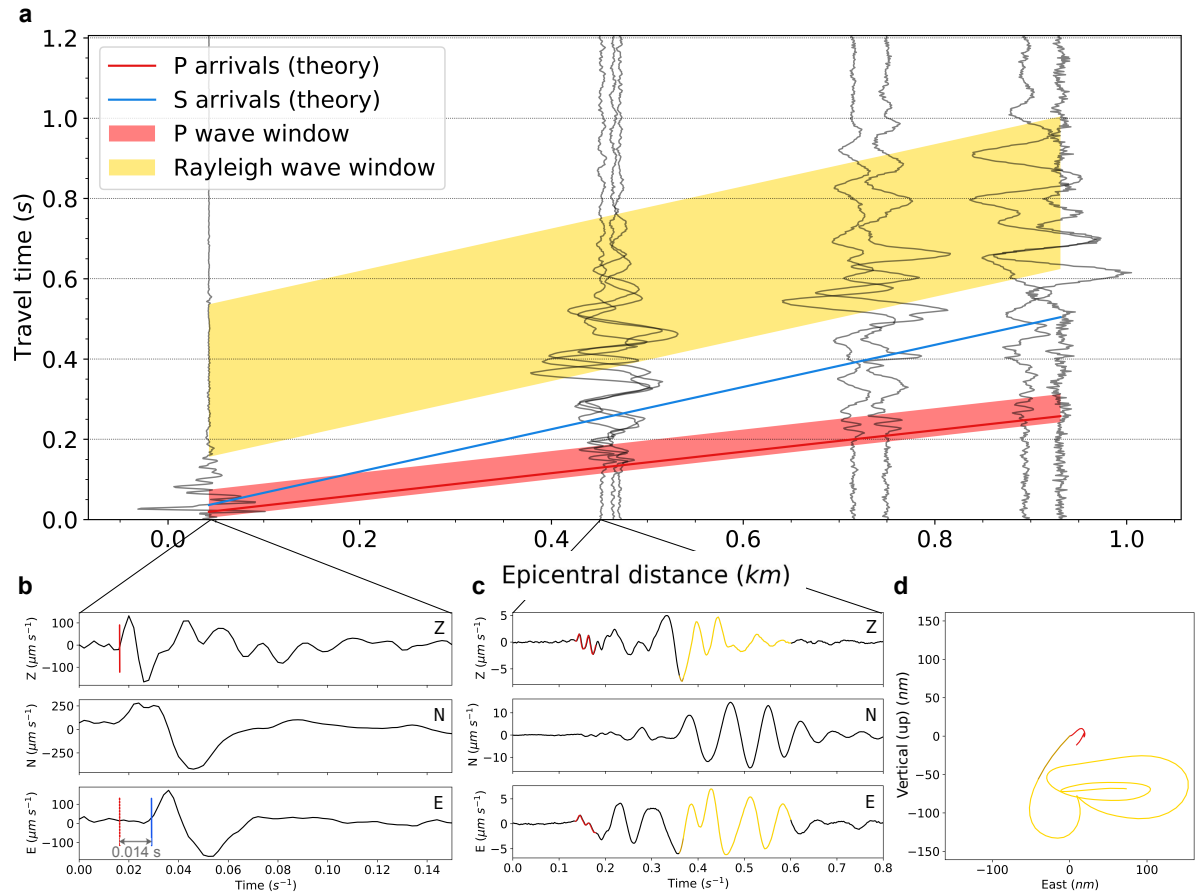 a
1.2
1.0
0.8
0.6
0.4
0.2
0.0
Travel time (s)
P arrivals (theory)
S arrivals (theory)
P wave window
Rayleigh wave window
0.0 0.2 0.4 0.6 0.8 1.0
Epicentral distance (km)
b
Z (μm s⁻¹)
100
0
−100
Z
N (μm s⁻¹)
250
0
−250
N
E (μm s⁻¹)
100
0
−100
E
0.014 s
0.00 0.02 0.04 0.06 0.08 0.10 0.12 0.14
Time (s⁻¹)
c
Z (μm s⁻¹)
5
0
−5
Z
N (μm s⁻¹)
10
0
−10
N
E (μm s⁻¹)
5
0
−5
E
0.0 0.1 0.2 0.3 0.4 0.5 0.6 0.7 0.8
Time (s⁻¹)
d
Vertical (up) (nm)
150
100
50
0
−50
−100
−150
−100 0 100
East (nm)